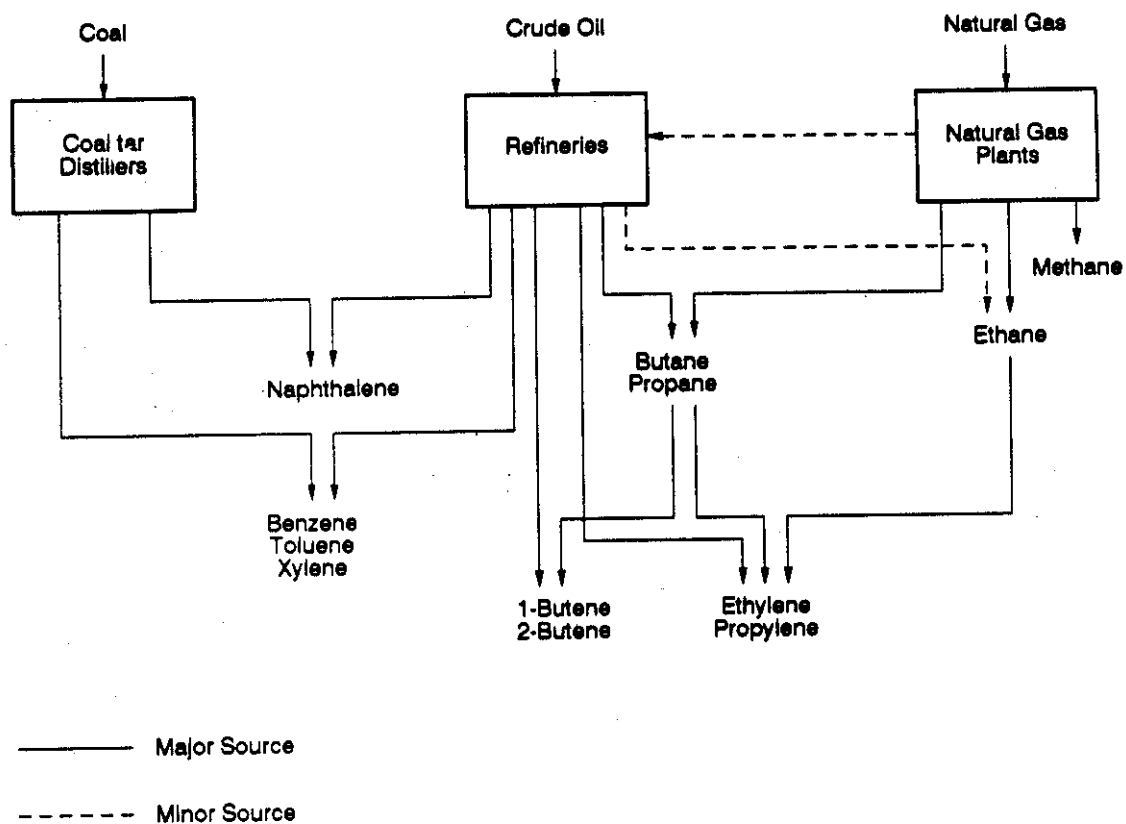 Coal
Crude Oil
Natural Gas
Coal tar
Distillers
Refineries
Natural Gas
Plants
Methane
Ethane
Butane
Propane
Naphthalene
Benzene
Toluene
Xylene
1-Butene
2-Butene
Ethylene
Propylene
Major Source
Minor Source